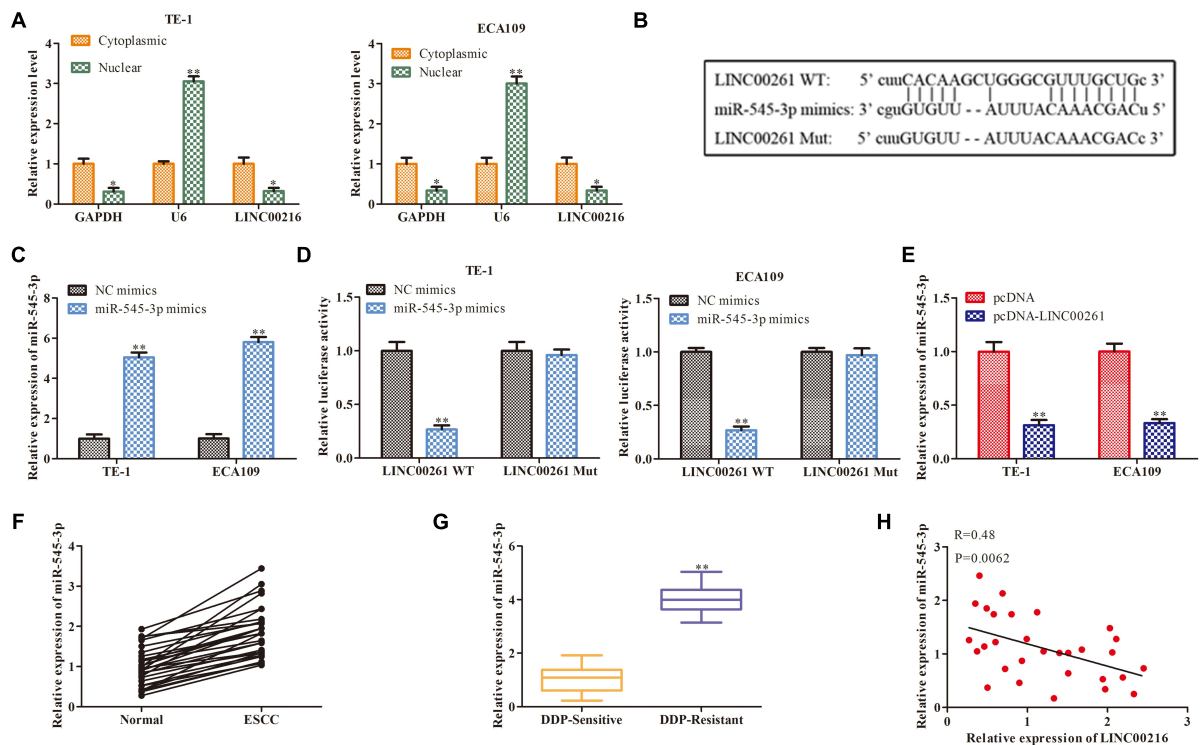 A
TE-1
Relative expression level
4
3
2
1
0
Cytoplasmic
Nuclear
*
**
*
GAPDH
U6
LINC00216
ECA109
Relative expression level
4
3
2
1
0
Cytoplasmic
Nuclear
*
**
*
GAPDH
U6
LINC00216
B
LINC00261 WT: 5' cuuCACAAGCUGGGCGUUUGCUGc 3'
miR-545-3p mimics: 3' cguGUGUU - - AUUUACAAACGACu 5'
LINC00261 Mut: 5' cuuGUGUU - - AUUUACAAACGACc 3'
C
Relative expression of miR-545-3p
8
6
4
2
0
NC mimics
miR-545-3p mimics
**
**
TE-1
ECA109
D
TE-1
Relative luciferase activity
1.5
1.0
0.5
0.0
NC mimics
miR-545-3p mimics
**
LINC00261 WT
LINC00261 Mut
ECA109
Relative luciferase activity
1.5
1.0
0.5
0.0
NC mimics
miR-545-3p mimics
**
LINC00261 WT
LINC00261 Mut
E
Relative expression of miR-545-3p
1.5
1.0
0.5
0.0
pcDNA
pcDNA-LINC00261
**
**
TE-1
ECA109
F
Relative expression of miR-545-3p
4
3
2
1
0
Normal
ESCC
G
Relative expression of miR-545-3p
6
4
2
0
**
DDP-Sensitive
DDP-Resistant
H
R=0.48
P=0.0062
Relative expression of miR-545-3p
3
2
1
0
0
1
2
3
Relative expression of LINC00216